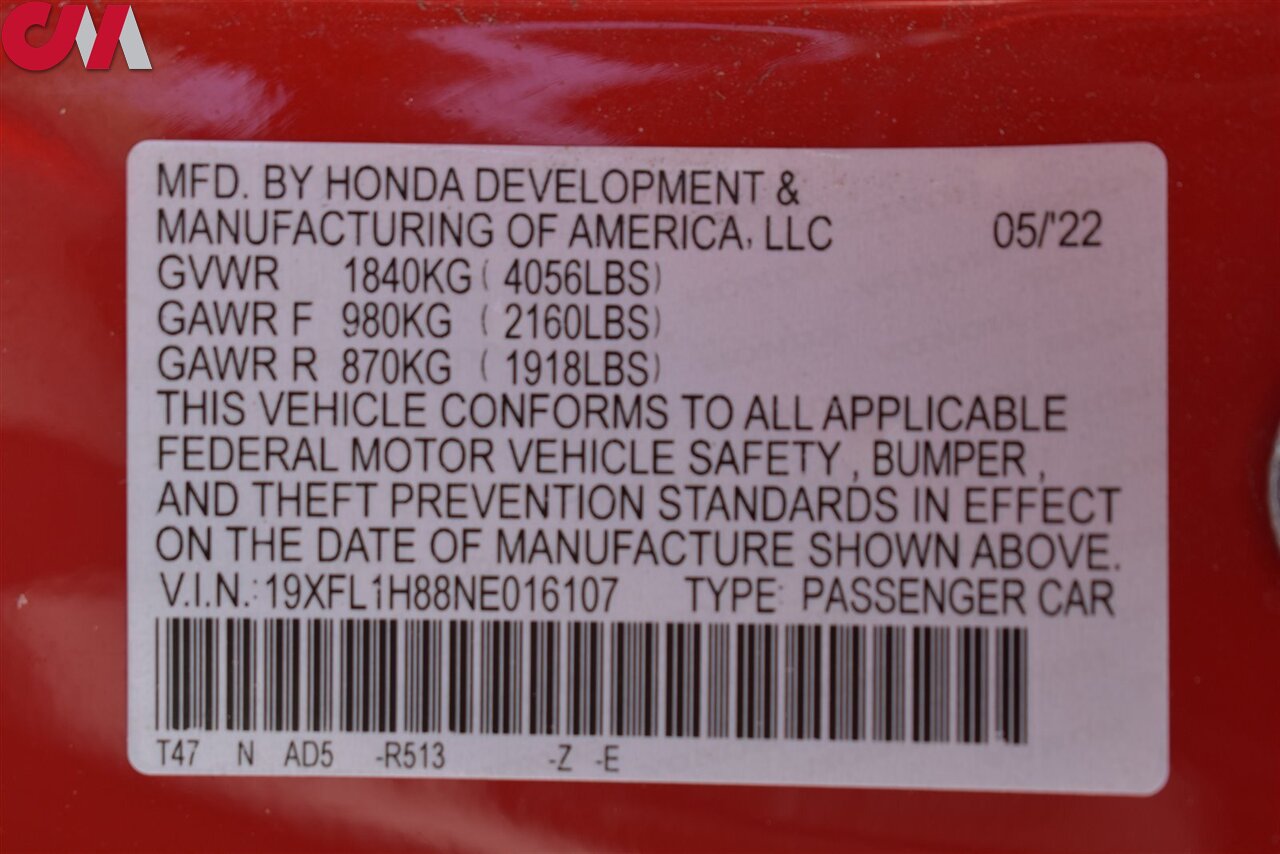 CM
MFD. BY HONDA DEVELOPMENT &
MANUFACTURING OF AMERICA, LLC 05/'22
GVWR 1840KG ( 4056LBS)
GAWR F 980KG ( 2160LBS)
GAWR R 870KG ( 1918LBS)
THIS VEHICLE CONFORMS TO ALL APPLICABLE
FEDERAL MOTOR VEHICLE SAFETY , BUMPER ,
AND THEFT PREVENTION STANDARDS IN EFFECT
ON THE DATE OF MANUFACTURE SHOWN ABOVE.
V.I.N.: 19XFL1H88NE016107 TYPE: PASSENGER CAR
T47 N AD5 -R513 -Z -E